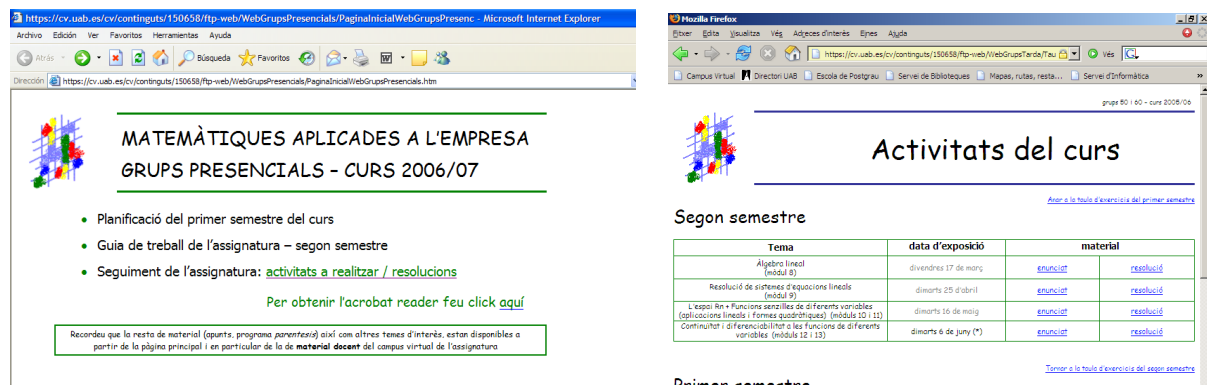 https://cv.uab.es/cv/continguts/150658/ftp-web/WebGrupsPresencials/PaginaInicialWebGrupsPresenc - Microsoft Internet Explorer
Archivo Edición Ver Favoritos Herramientas Ayuda
Atrás Búsqueda Favoritos
Dirección https://cv.uab.es/cv/continguts/150658/ftp-web/WebGrupsPresencials/PaginaInicialWebGrupsPresencials.htm
MATEMÀTIQUES APLICADES A L'EMPRESA
GRUPS PRESENCIALS – CURS 2006/07
• Planificació del primer semestre del curs
• Guia de treball de l'assignatura – segon semestre
• Seguiment de l'assignatura: activitats a realitzar / resolucions
Per obtenir l'acrobat reader feu click aquí
Recordeu que la resta de material (apunts, programa parentesis) així com altres temes d'interès, estan disponibles a
partir de la pàgina principal i en particular de la de material docent del campus virtual de l'assignatura
Mozilla Firefox
Fitxer Edita Visualitza Vés Adreces d'interès Eines Ajuda
https://cv.uab.es/cv/continguts/150658/ftp-web/WebGrupsTarda/Tau Vés
Campus Virtual Directori UAB Escola de Postgrau Servei de Biblioteques Mapas, rutas, resta... Servei d'Informàtica »
grups 50 i 60 - curs 2005/06
Activitats del curs
Anar a la taula d'exercicis del primer semestre
Segon semestre
Tema data d'exposició material
Àlgebra lineal
(mòdul 8) divendres 17 de març enunciat resolució
Resolució de sistemes d'equacions lineals
(mòdul 9) dimarts 25 d'abril enunciat resolució
L'espai Rn + Funcions senzilles de diferents variables
(aplicacions lineals i formes quadràtiques) (mòduls 10 i 11) dimarts 16 de maig enunciat resolució
Continuïtat i diferenciabilitat a les funcions de diferents
variables (mòduls 12 i 13) dimarts 6 de juny (*) enunciat resolució
Tornar a la taula d'exercicis del segon semestre
Primer semestre